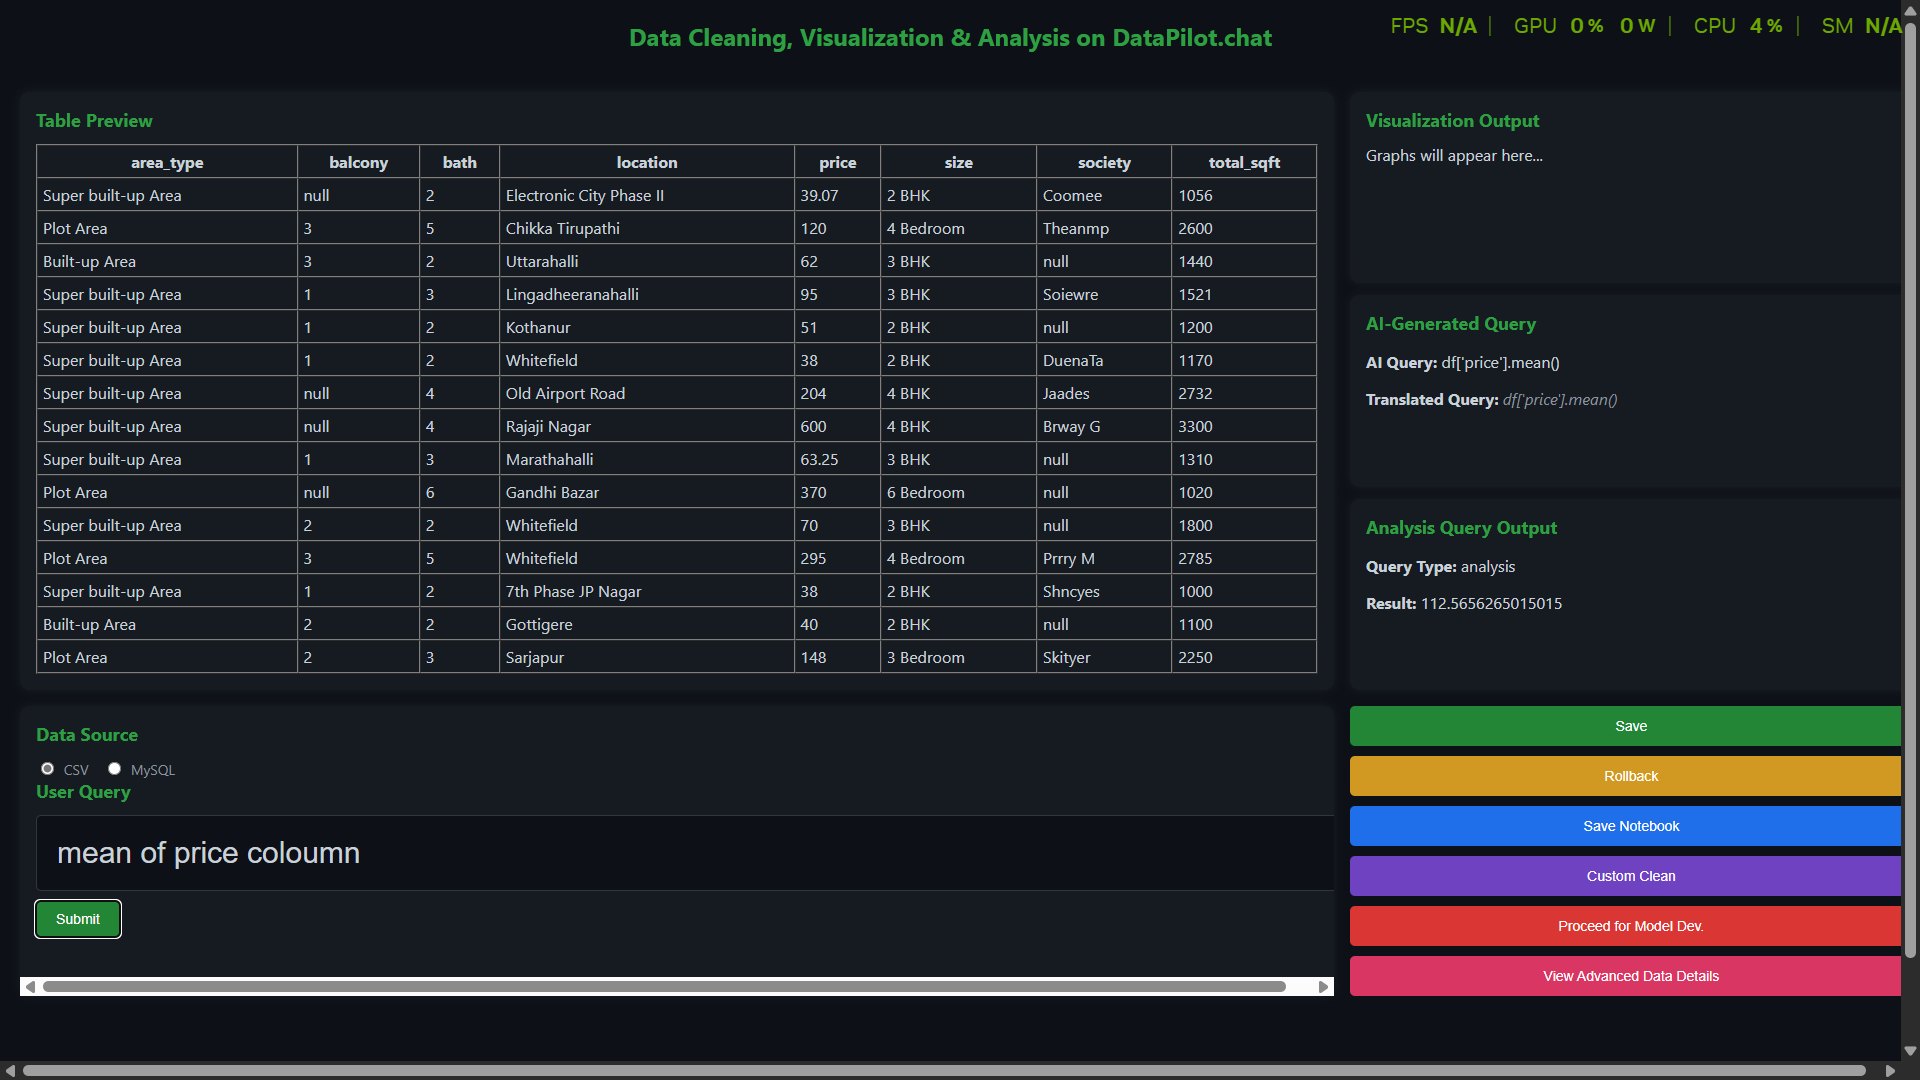 FPS N/A | GPU 0 % 0 W | CPU 4 % | SM N/A
Data Cleaning, Visualization & Analysis on DataPilot.chat
Table Preview
area_type balcony bath location price size society total_sqft
Super built-up Area null 2 Electronic City Phase II 39.07 2 BHK Coomee 1056
Plot Area 3 5 Chikka Tirupathi 120 4 Bedroom Theanmp 2600
Built-up Area 3 2 Uttarahalli 62 3 BHK null 1440
Super built-up Area 1 3 Lingadheeranahalli 95 3 BHK Soiewre 1521
Super built-up Area 1 2 Kothanur 51 2 BHK null 1200
Super built-up Area 1 2 Whitefield 38 2 BHK DuenaTa 1170
Super built-up Area null 4 Old Airport Road 204 4 BHK Jaades 2732
Super built-up Area null 4 Rajaji Nagar 600 4 BHK Brway G 3300
Super built-up Area 1 3 Marathahalli 63.25 3 BHK null 1310
Plot Area null 6 Gandhi Bazar 370 6 Bedroom null 1020
Super built-up Area 2 2 Whitefield 70 3 BHK null 1800
Plot Area 3 5 Whitefield 295 4 Bedroom Prrry M 2785
Super built-up Area 1 2 7th Phase JP Nagar 38 2 BHK Shncyes 1000
Built-up Area 2 2 Gottigere 40 2 BHK null 1100
Plot Area 2 3 Sarjapur 148 3 Bedroom Skityer 2250
Visualization Output
Graphs will appear here...
AI-Generated Query
AI Query: df['price'].mean()
Translated Query: df['price'].mean()
Analysis Query Output
Query Type: analysis
Result: 112.5656265015015
Data Source
CSV MySQL
User Query
mean of price coloumn
Submit
Save
Rollback
Save Notebook
Custom Clean
Proceed for Model Dev.
View Advanced Data Details